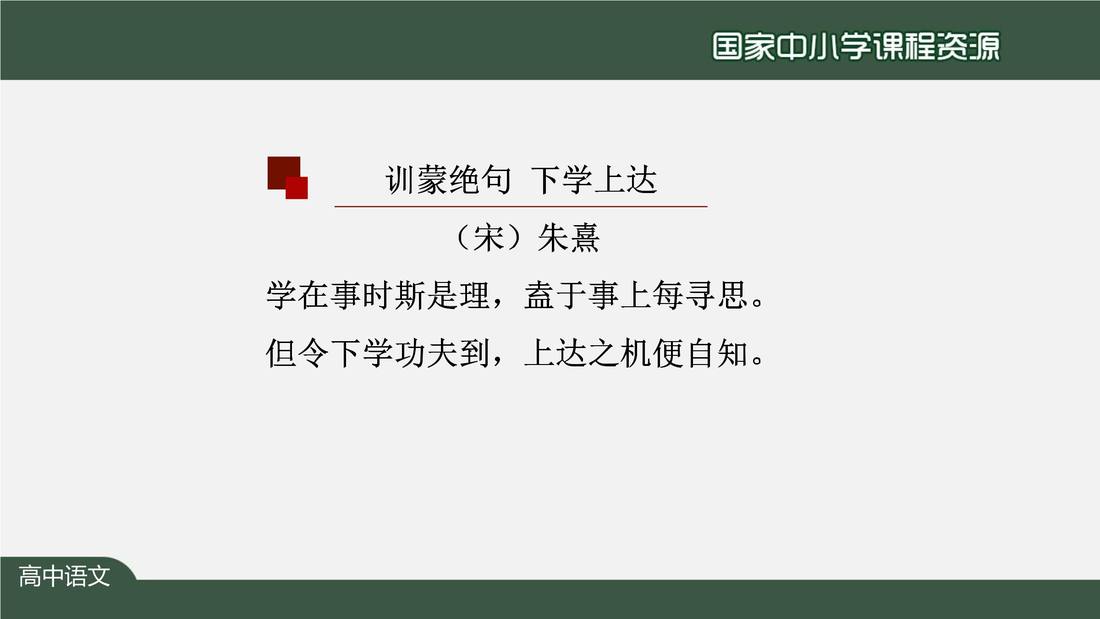 国家中小学课程资源
训蒙绝句 下学上达
（宋）朱熹
学在事时斯是理，盍于事上每寻思。
但令下学功夫到，上达之机便自知。
高中语文